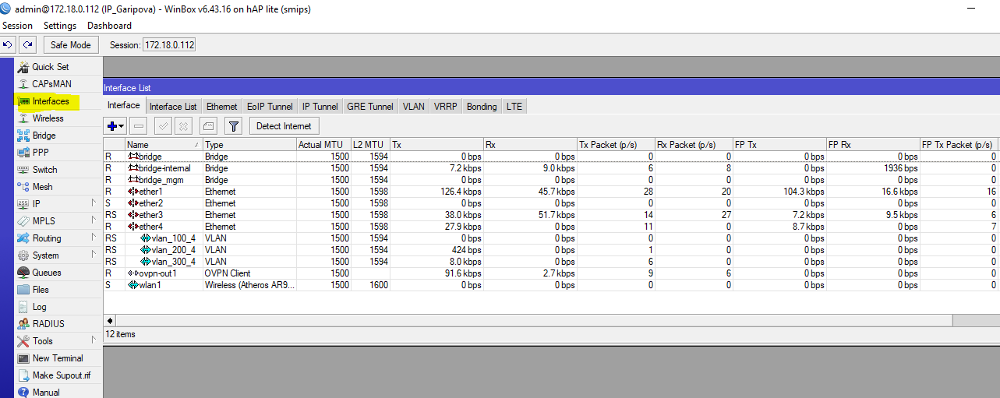 admin@172.18.0.112 (IP_Garipova) - WinBox v6.43.16 on hAP lite (smips)
Session Settings Dashboard
Safe Mode Session: 172.18.0.112
Quick Set
CAPsMAN
Interfaces
Wireless
Bridge
PPP
Switch
Mesh
IP
MPLS
Routing
System
Queues
Files
Log
RADIUS
Tools
New Terminal
Make Supout.rif
Manual
Interface List
Interface Interface List Ethernet EoIP Tunnel IP Tunnel GRE Tunnel VLAN VRRP Bonding LTE
Detect Internet
Name Type Actual MTU L2 MTU Tx Rx Tx Packet (p/s) Rx Packet (p/s) FP Tx FP Rx FP Tx Packet (p/s)
R bridge Bridge 1500 1594 0 bps 0 bps 0 0 0 bps 0 bps 0
R bridge-internal Bridge 1500 1594 7.2 kbps 9.0 kbps 6 8 0 bps 1936 bps 0
R bridge_mgm Bridge 1500 1594 0 bps 0 bps 0 0 0 bps 0 bps 0
R ether1 Ethernet 1500 1598 126.4 kbps 45.7 kbps 28 20 104.3 kbps 16.6 kbps 16
S ether2 Ethernet 1500 1598 0 bps 0 bps 0 0 0 bps 0 bps 0
RS ether3 Ethernet 1500 1598 38.0 kbps 51.7 kbps 14 27 7.2 kbps 9.5 kbps 6
R ether4 Ethernet 1500 1598 27.9 kbps 0 bps 11 0 8.7 kbps 0 bps 7
RS vlan_100_4 VLAN 1500 1594 0 bps 0 bps 0 0 0 bps 0 bps 0
RS vlan_200_4 VLAN 1500 1594 424 bps 0 bps 1 0 0 bps 0 bps 0
RS vlan_300_4 VLAN 1500 1594 8.0 kbps 0 bps 6 0 0 bps 0 bps 0
R ovpn-out1 OVPN Client 1500 91.6 kbps 2.7 kbps 9 6 0 bps 0 bps 0
S wlan1 Wireless (Atheros AR9... 1500 1600 0 bps 0 bps 0 0 0 bps 0 bps 0
12 items